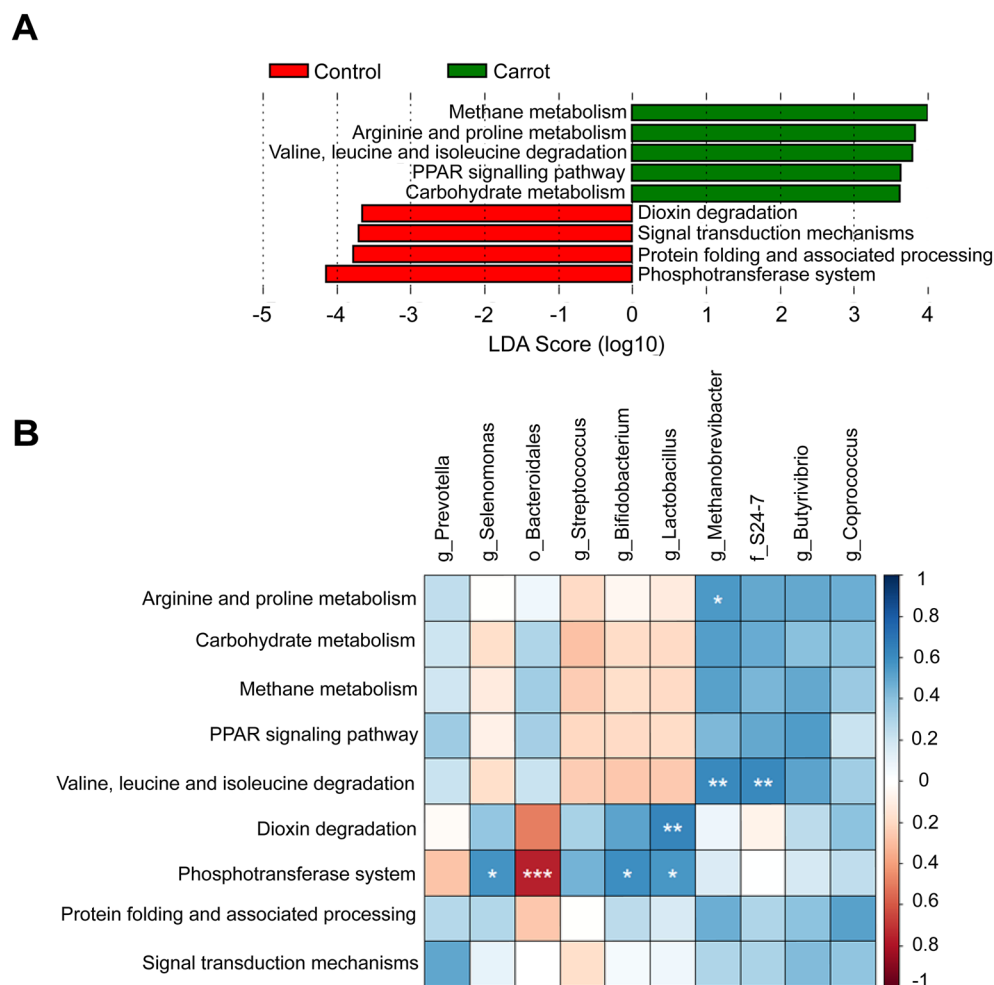 A
Control Carrot
Methane metabolism
Arginine and proline metabolism
Valine, leucine and isoleucine degradation
PPAR signalling pathway
Carbohydrate metabolism
Dioxin degradation
Signal transduction mechanisms
Protein folding and associated processing
Phosphotransferase system
-5 -4 -3 -2 -1 0 1 2 3 4
LDA Score (log10)
B
g_Prevotella
g_Selenomonas
o_Bacteroidales
g_Streptococcus
g_Bifidobacterium
g_Lactobacillus
g_Methanobrevibacter
f_S24-7
g_Butyrivibrio
g_Coprococcus
Arginine and proline metabolism *
Carbohydrate metabolism
Methane metabolism
PPAR signaling pathway
Valine, leucine and isoleucine degradation ** **
Dioxin degradation **
Phosphotransferase system * *** * *
Protein folding and associated processing
Signal transduction mechanisms
1
0.8
0.6
0.4
0.2
0
0.2
0.4
0.6
0.8
-1